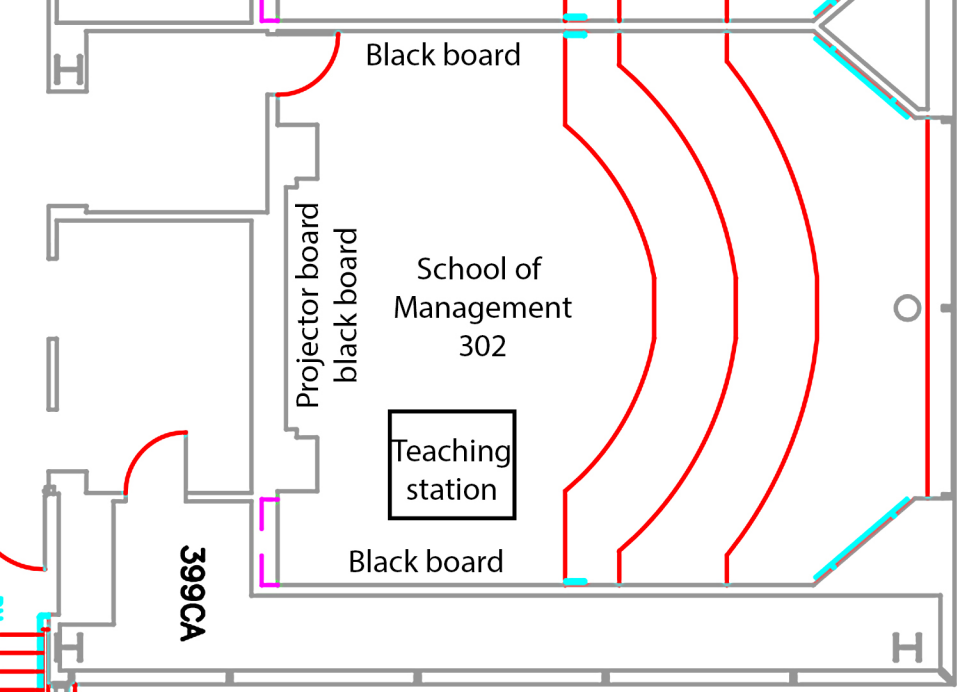 Black board
Projector board
black board
School of
Management
302
Teaching
station
Black board
399CA
H
H
H